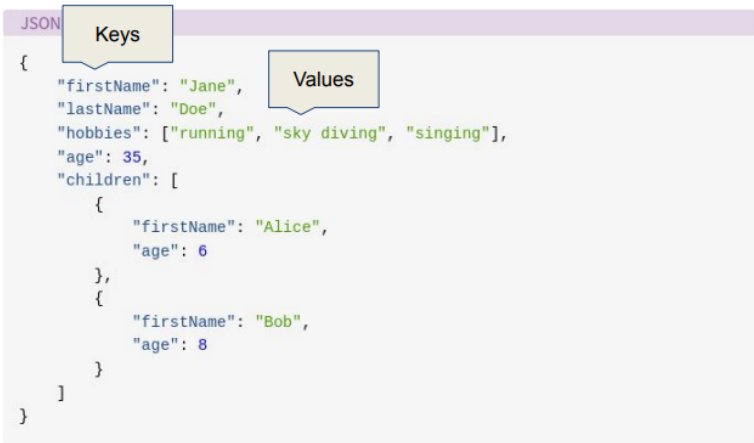 JSON
Keys
{
"firstName": "Jane",
Values
"lastName": "Doe",
"hobbies": ["running", "sky diving", "singing"],
"age": 35,
"children": [
{
"firstName": "Alice",
"age": 6
},
{
"firstName": "Bob",
"age": 8
}
]
}